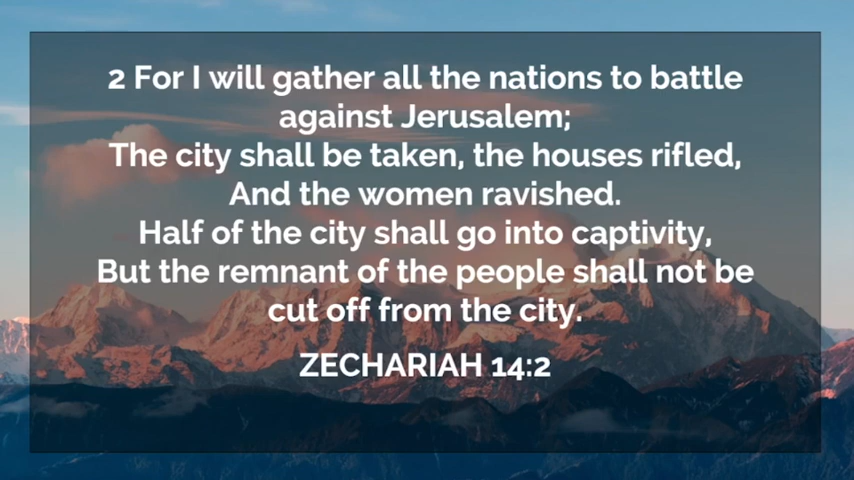 2 For I will gather all the nations to battle
against Jerusalem;
The city shall be taken, the houses rifled,
And the women ravished.
Half of the city shall go into captivity,
But the remnant of the people shall not be
cut off from the city.
ZECHARIAH 14:2